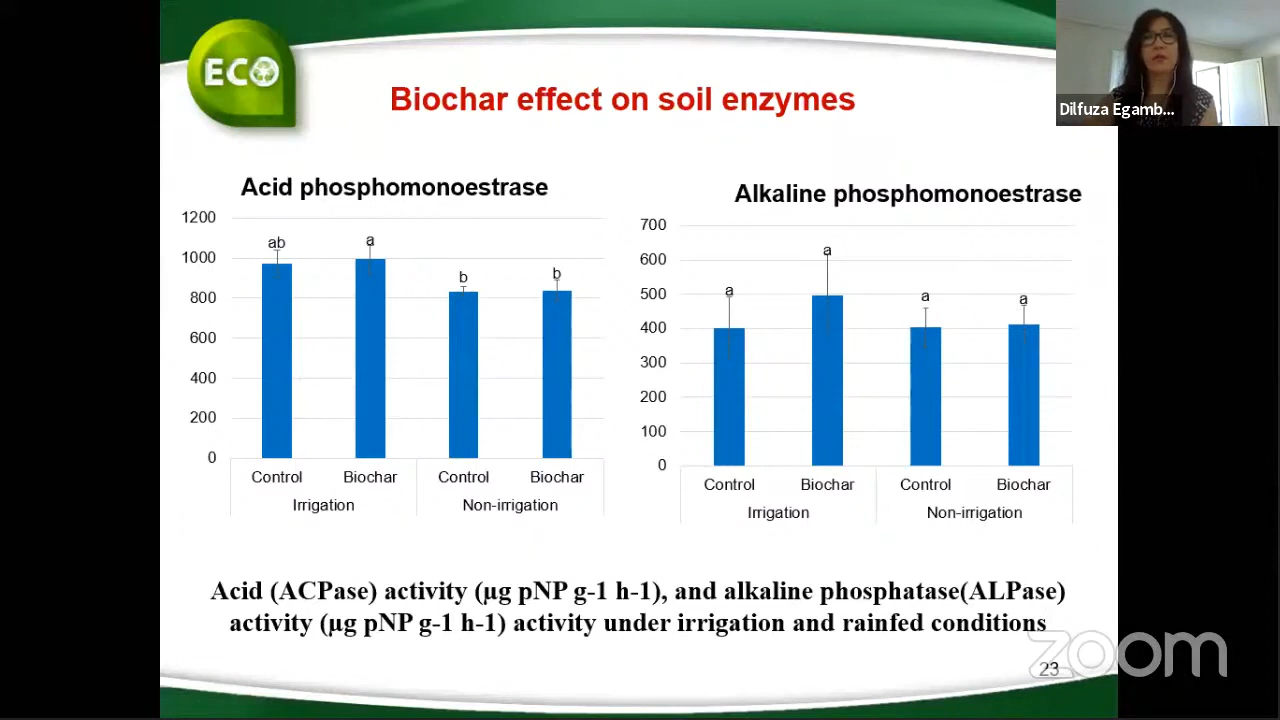 ECO
Dilfuza Egamb...
Biochar effect on soil enzymes
Acid phosphomonoestrase
1200
1000
800
600
400
200
0
ab
a
b
b
Control
Biochar
Control
Biochar
Irrigation
Non-irrigation
Alkaline phosphomonoestrase
700
600
500
400
300
200
100
0
a
a
a
a
Control
Biochar
Control
Biochar
Irrigation
Non-irrigation
Acid (ACPase) activity (µg pNP g-1 h-1), and alkaline phosphatase(ALPase)
activity (µg pNP g-1 h-1) activity under irrigation and rainfed conditions
zoom
23